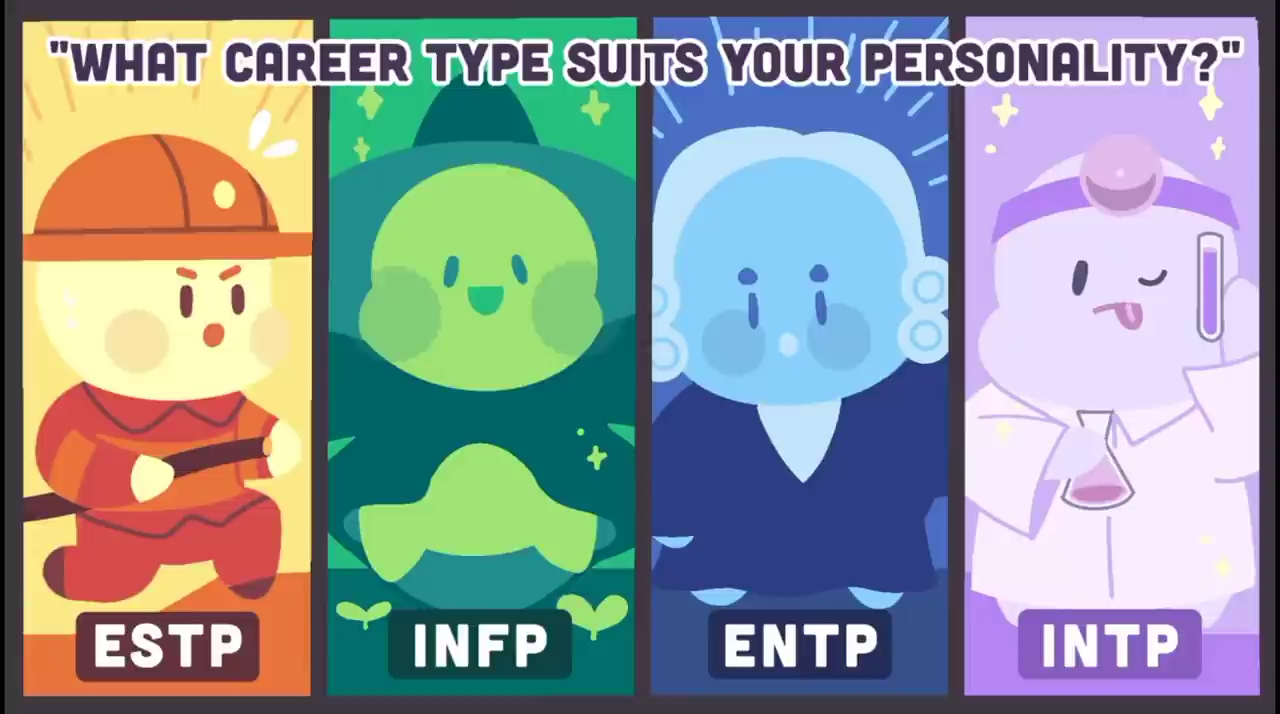 "WHAT CAREER TYPE SUITS YOUR PERSONALITY?"
ESTP
INFP
ENTP
INTP